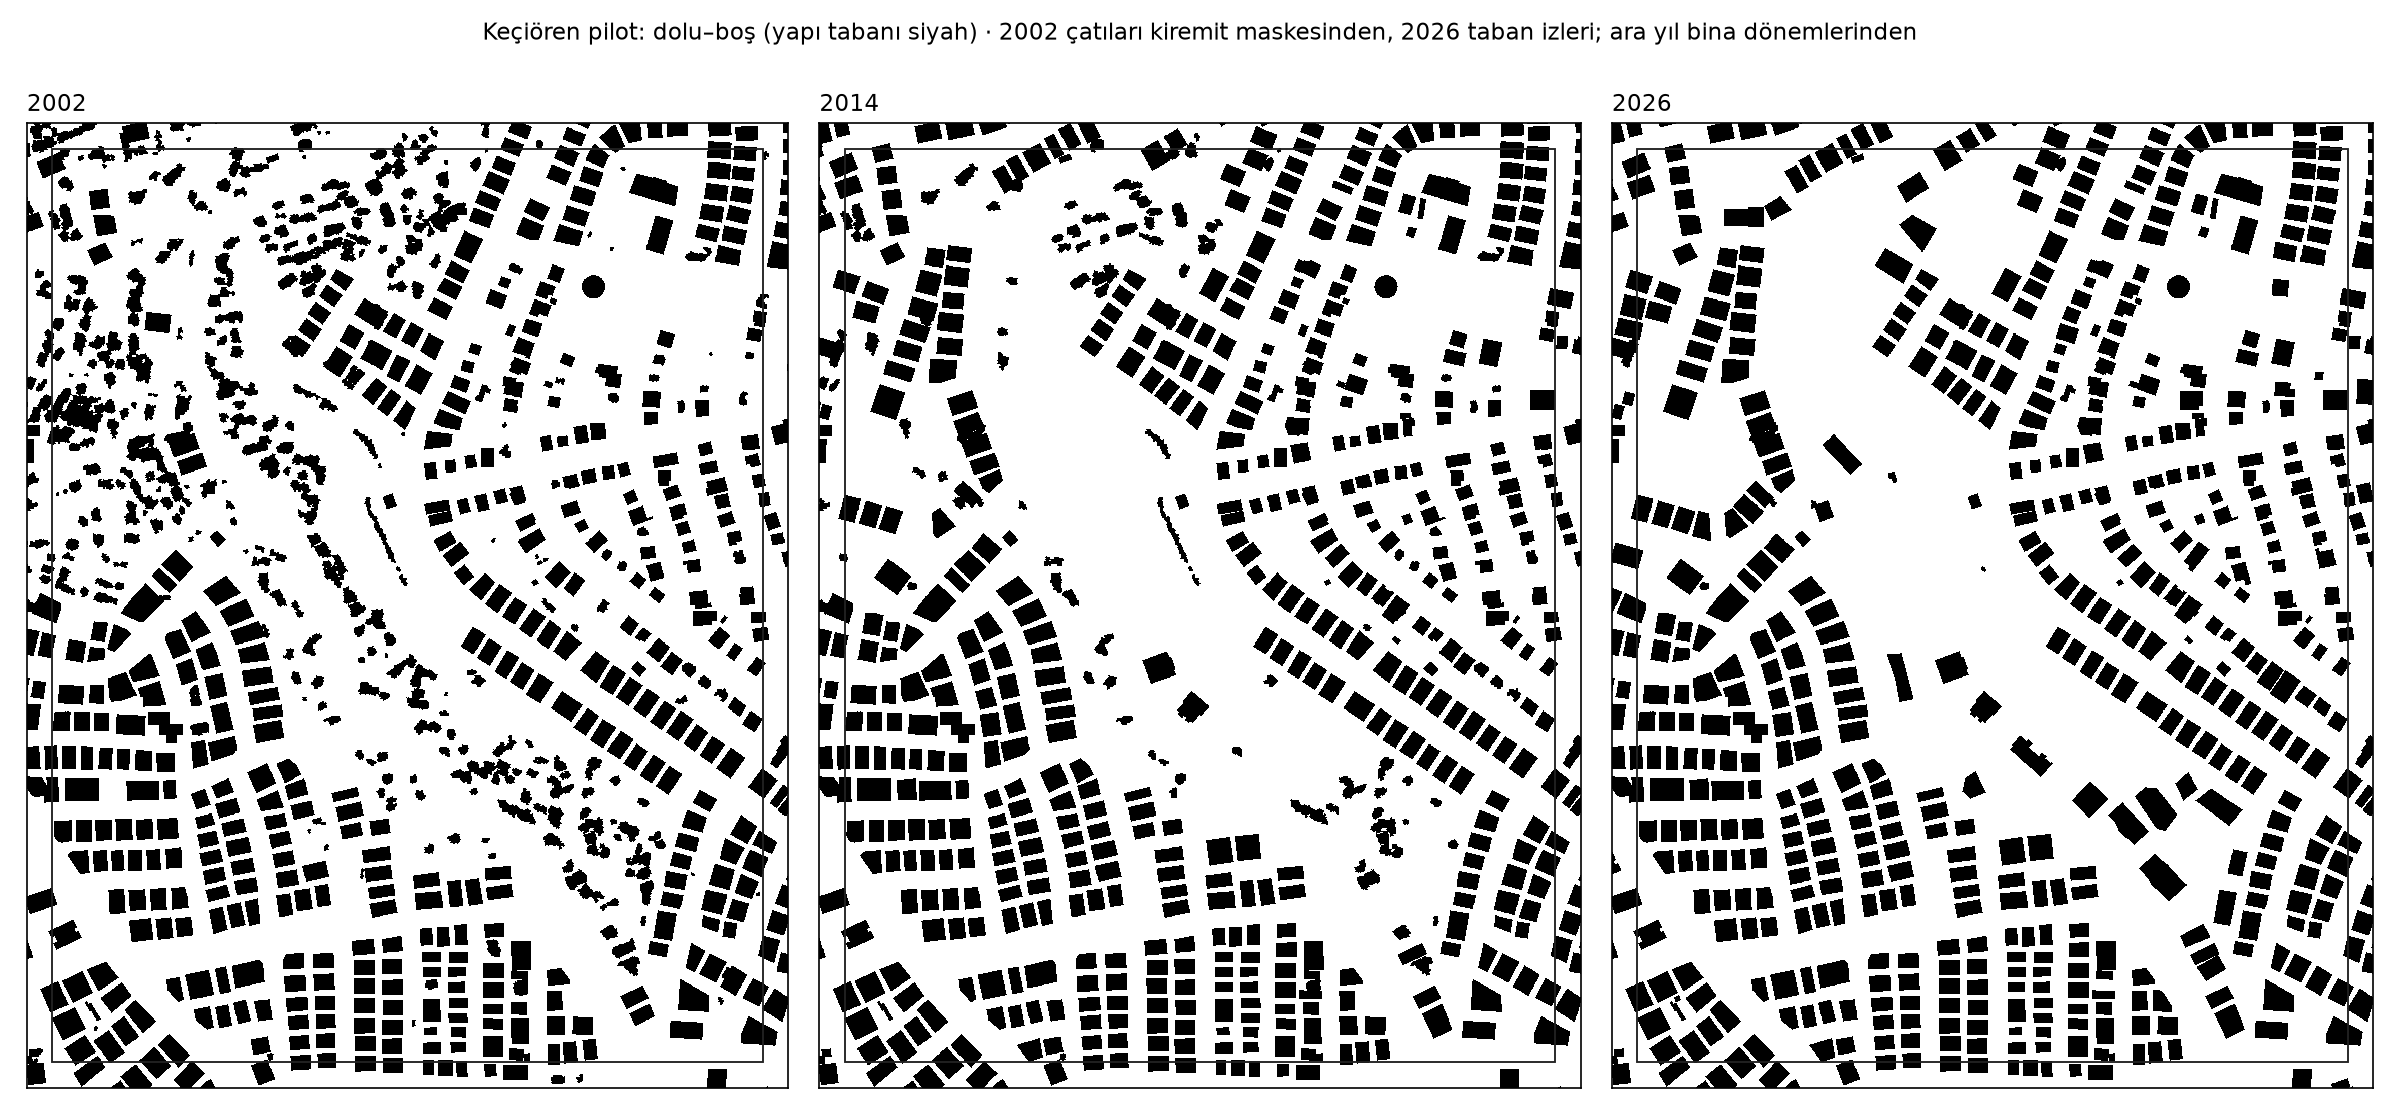 Keçiören pilot: dolu–boş (yapı tabanı siyah) · 2002 çatıları kiremit maskesinden, 2026 taban izleri; ara yıl bina dönemlerinden
2002
2014
2026